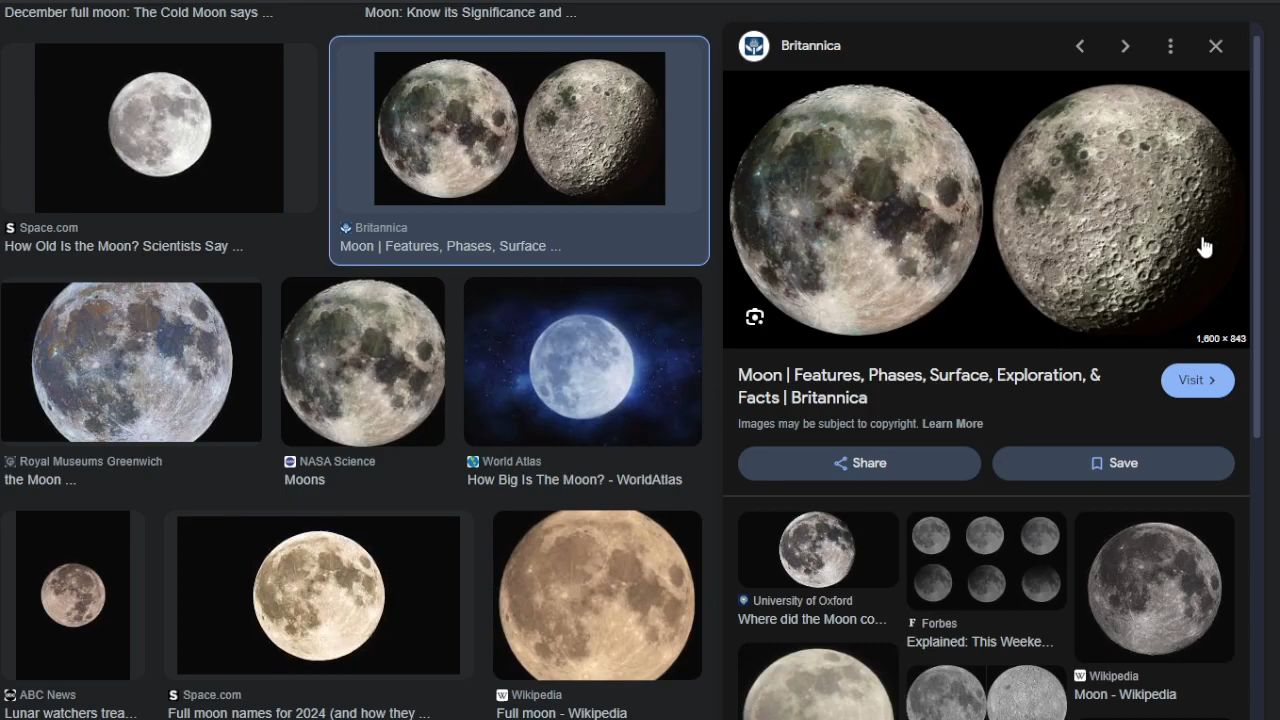 December full moon: The Cold Moon says ...
Moon: Know its Significance and ...
Space.com
How Old Is the Moon? Scientists Say ...
Britannica
Moon | Features, Phases, Surface ...
Royal Museums Greenwich
the Moon ...
NASA Science
Moons
World Atlas
How Big Is The Moon? - WorldAtlas
ABC News
Lunar watchers trea...
Space.com
Full moon names for 2024 (and how they ...
Wikipedia
Full moon - Wikipedia
Britannica
1,600 × 843
Moon | Features, Phases, Surface, Exploration, &
Facts | Britannica
Visit
Images may be subject to copyright. Learn More
Share
Save
University of Oxford
Where did the Moon co...
Forbes
Explained: This Weeke...
Wikipedia
Moon - Wikipedia